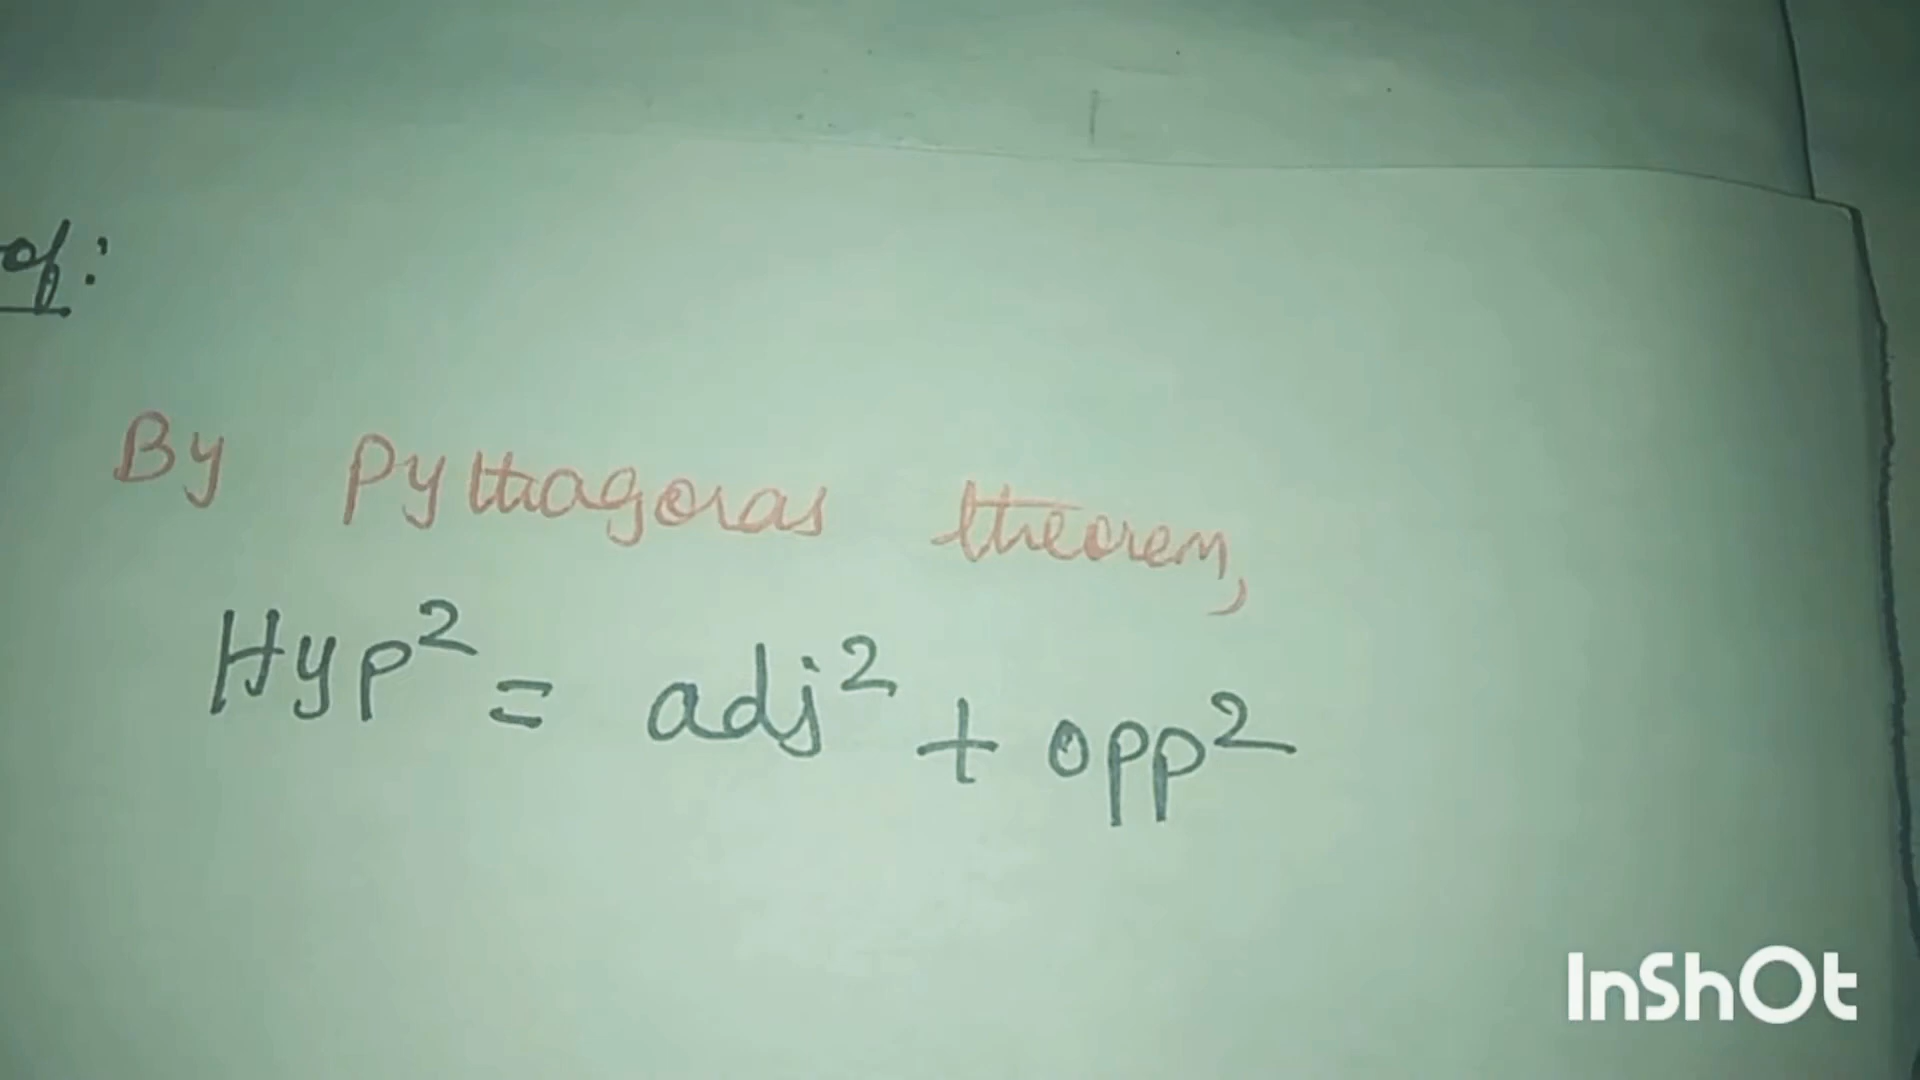 of:
By Pythagoras theorem,
Hyp² = adj² + opp²
InShOt